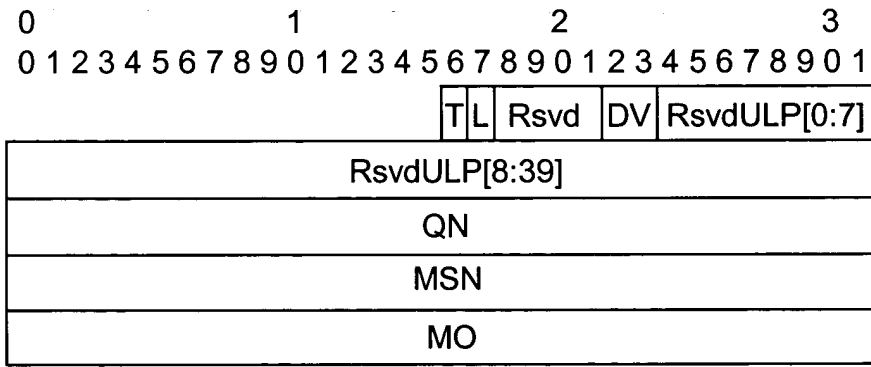 0 1 2 3
0 1 2 3 4 5 6 7 8 9 0 1 2 3 4 5 6 7 8 9 0 1 2 3 4 5 6 7 8 9 0 1
T L Rsvd DV RsvdULP[0:7]
RsvdULP[8:39]
QN
MSN
MO